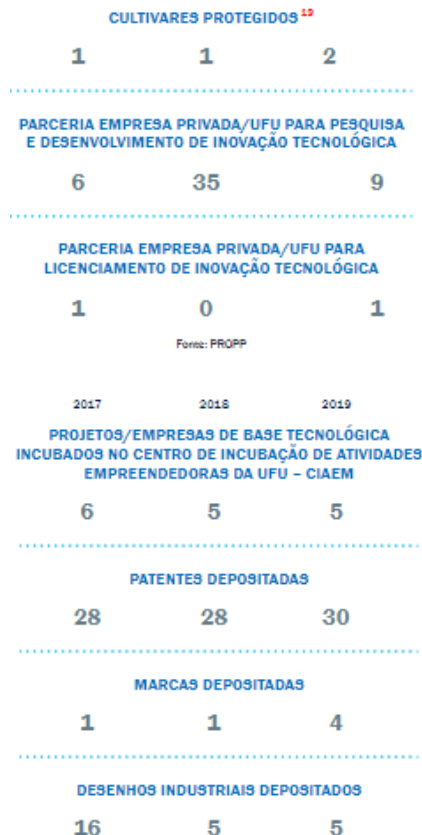 CULTIVARES PROTEGIDOS 19
1 1 2
PARCERIA EMPRESA PRIVADA/UFU PARA PESQUISA
E DESENVOLVIMENTO DE INOVAÇÃO TECNOLÓGICA
6 35 9
PARCERIA EMPRESA PRIVADA/UFU PARA
LICENCIAMENTO DE INOVAÇÃO TECNOLÓGICA
1 0 1
Fonte: PROPP
2017 2018 2019
PROJETOS/EMPRESAS DE BASE TECNOLÓGICA
INCUBADOS NO CENTRO DE INCUBAÇÃO DE ATIVIDADES
EMPREENDEDORAS DA UFU – CIAEM
6 5 5
PATENTES DEPOSITADAS
28 28 30
MARCAS DEPOSITADAS
1 1 4
DESENHOS INDUSTRIAIS DEPOSITADOS
16 5 5